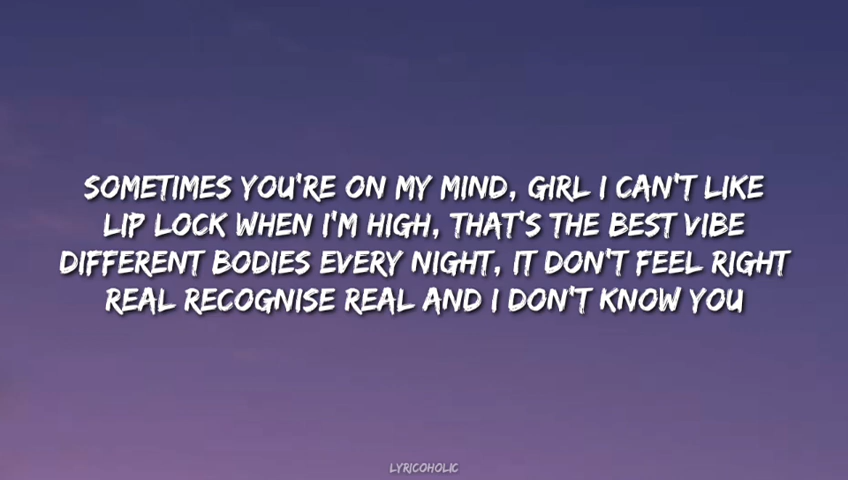 SOMETIMES YOU'RE ON MY MIND, GIRL I CAN'T LIKE
LIP LOCK WHEN I'M HIGH, THAT'S THE BEST VIBE
DIFFERENT BODIES EVERY NIGHT, IT DON'T FEEL RIGHT
REAL RECOGNISE REAL AND I DON'T KNOW YOU
LYRICOHOLIC